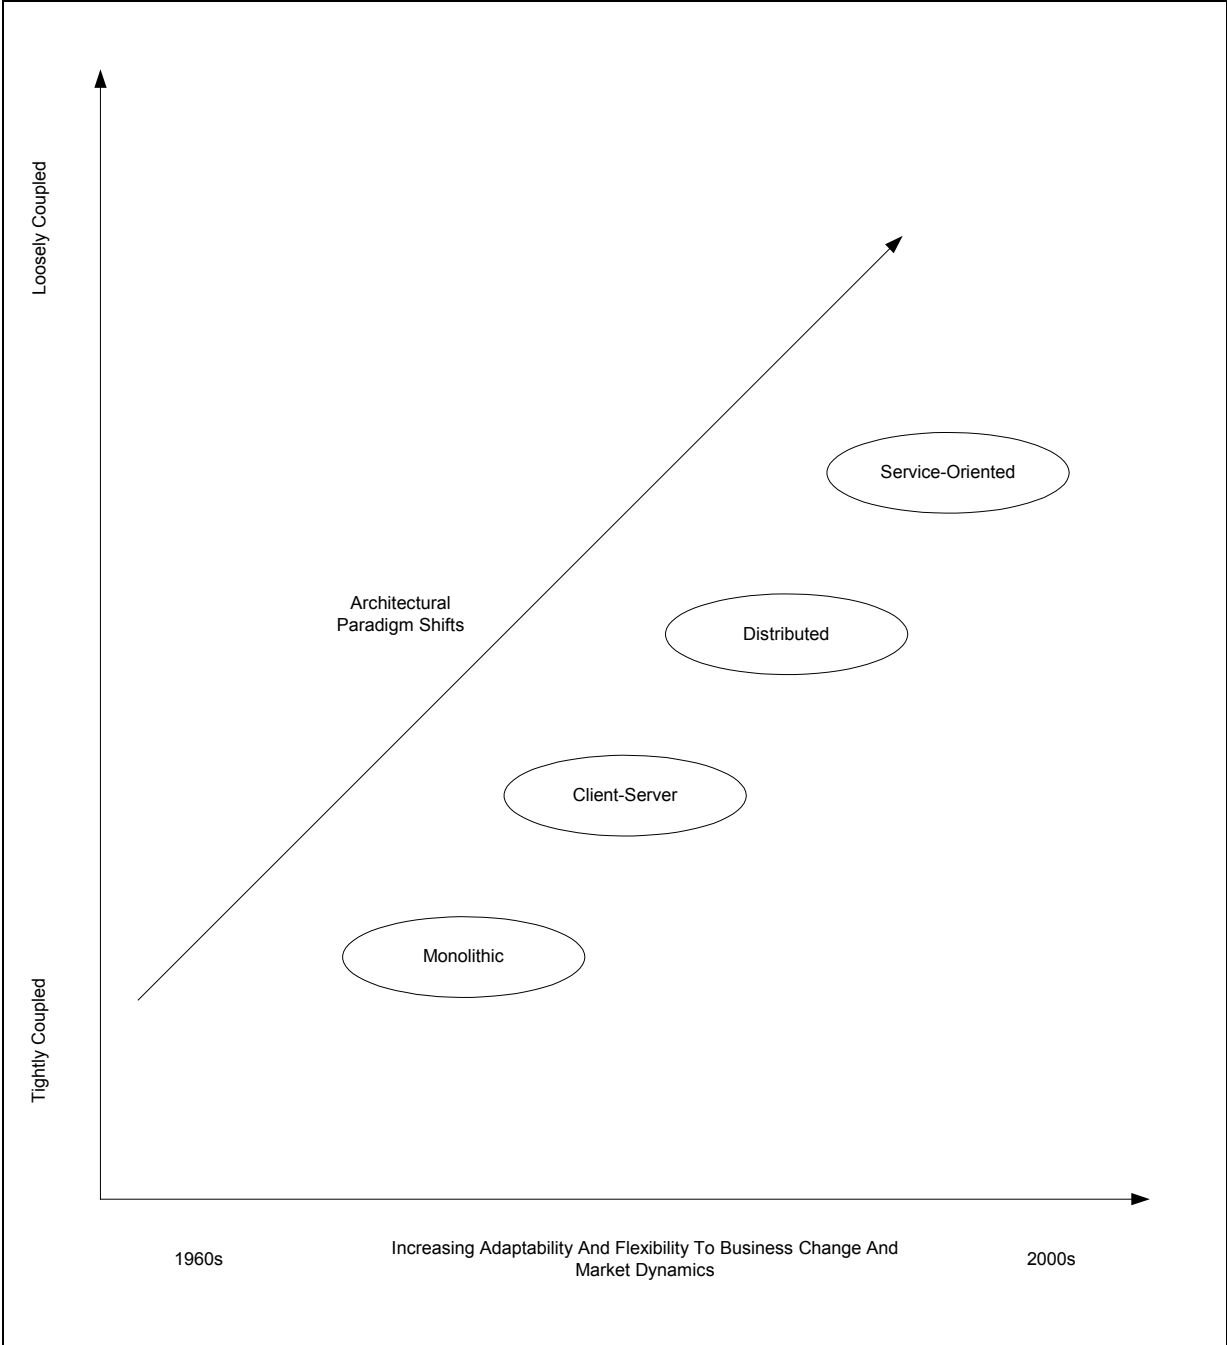 Loosely Coupled
Service-Oriented
Architectural
Paradigm Shifts
Distributed
Client-Server
Monolithic
Tightly Coupled
1960s
Increasing Adaptability And Flexibility To Business Change And
Market Dynamics
2000s